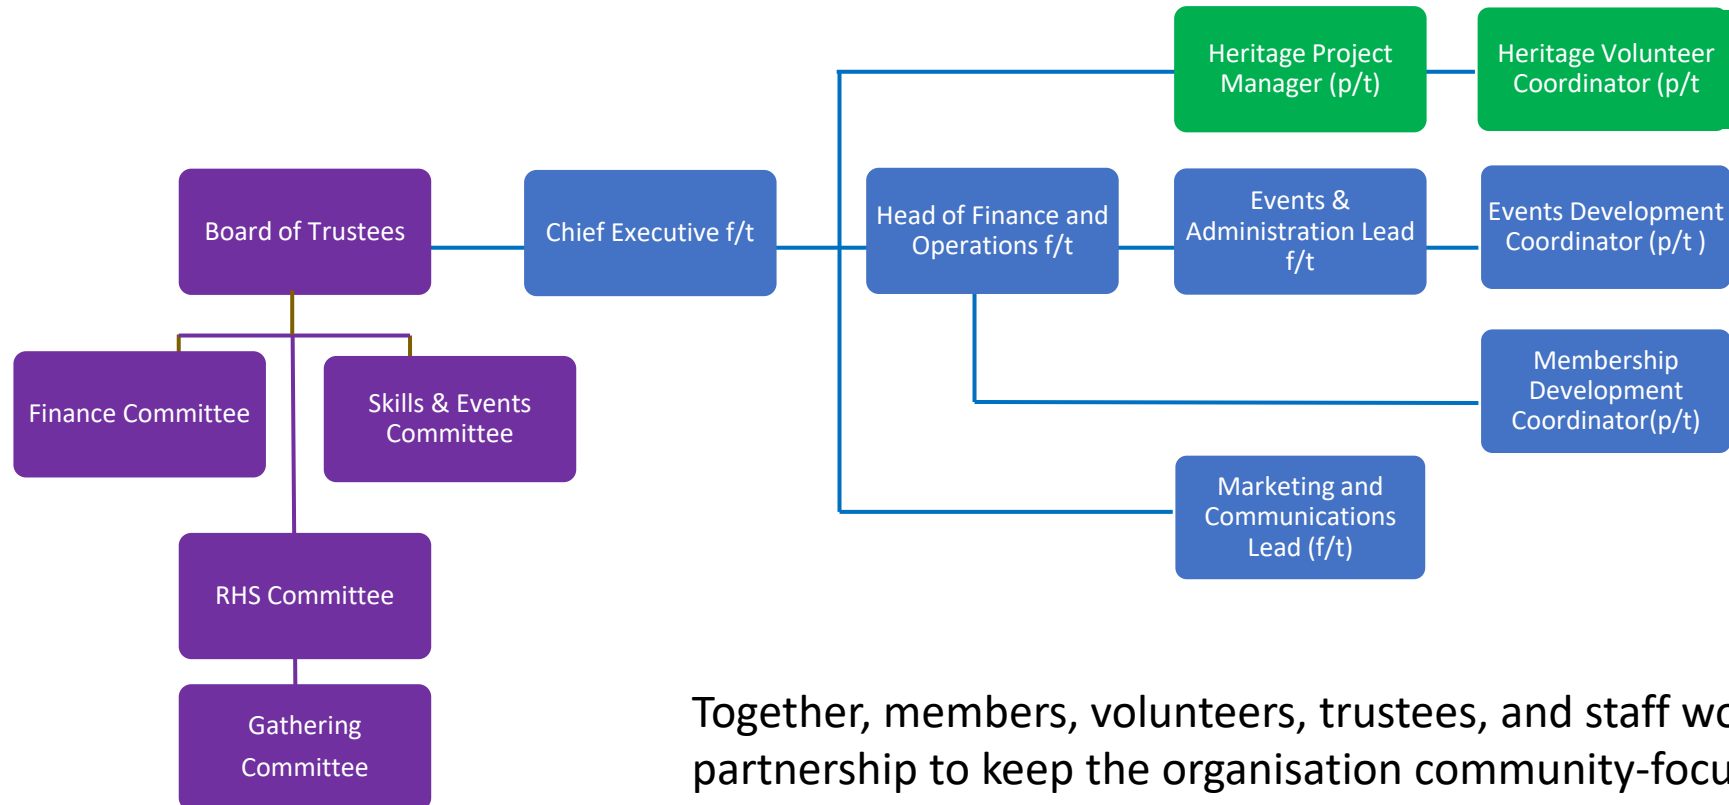 Heritage Project
Manager (p/t)
Heritage Volunteer
Coordinator (p/t
Board of Trustees
Chief Executive f/t
Head of Finance and
Operations f/t
Events &
Administration Lead
f/t
Events Development
Coordinator (p/t )
Finance Committee
Skills & Events
Committee
Membership
Development
Coordinator(p/t)
Marketing and
Communications
Lead (f/t)
RHS Committee
Gathering
Committee
Together, members, volunteers, trustees, and staff
partnership to keep the organisation